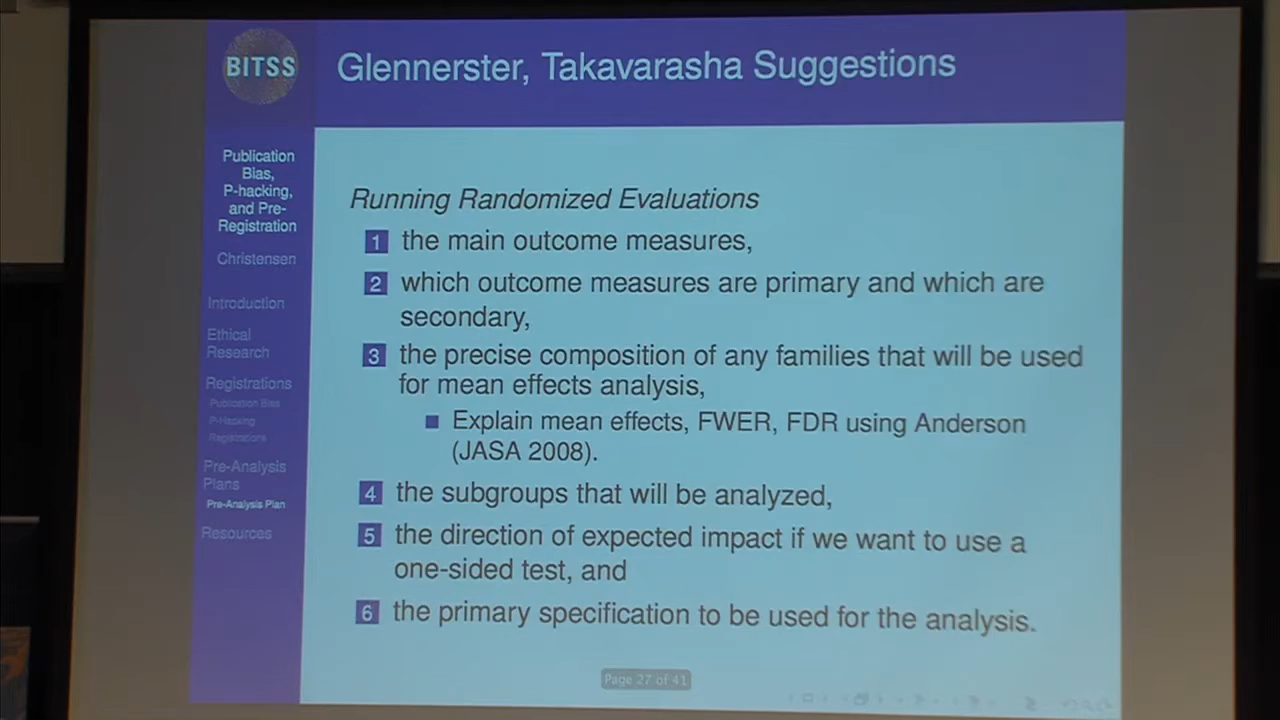 BITSS
Glennerster, Takavarasha Suggestions
Publication
Bias,
P-hacking,
and Pre-
Registration
Christensen
Introduction
Ethical
Research
Registrations
Publication Bias
P-Hacking
Registrations
Pre-Analysis
Plans
Pre-Analysis Plan
Resources
Running Randomized Evaluations
1 the main outcome measures,
2 which outcome measures are primary and which are
secondary,
3 the precise composition of any families that will be used
for mean effects analysis,
Explain mean effects, FWER, FDR using Anderson
(JASA 2008).
4 the subgroups that will be analyzed,
5 the direction of expected impact if we want to use a
one-sided test, and
6 the primary specification to be used for the analysis.
Page 27 of 41